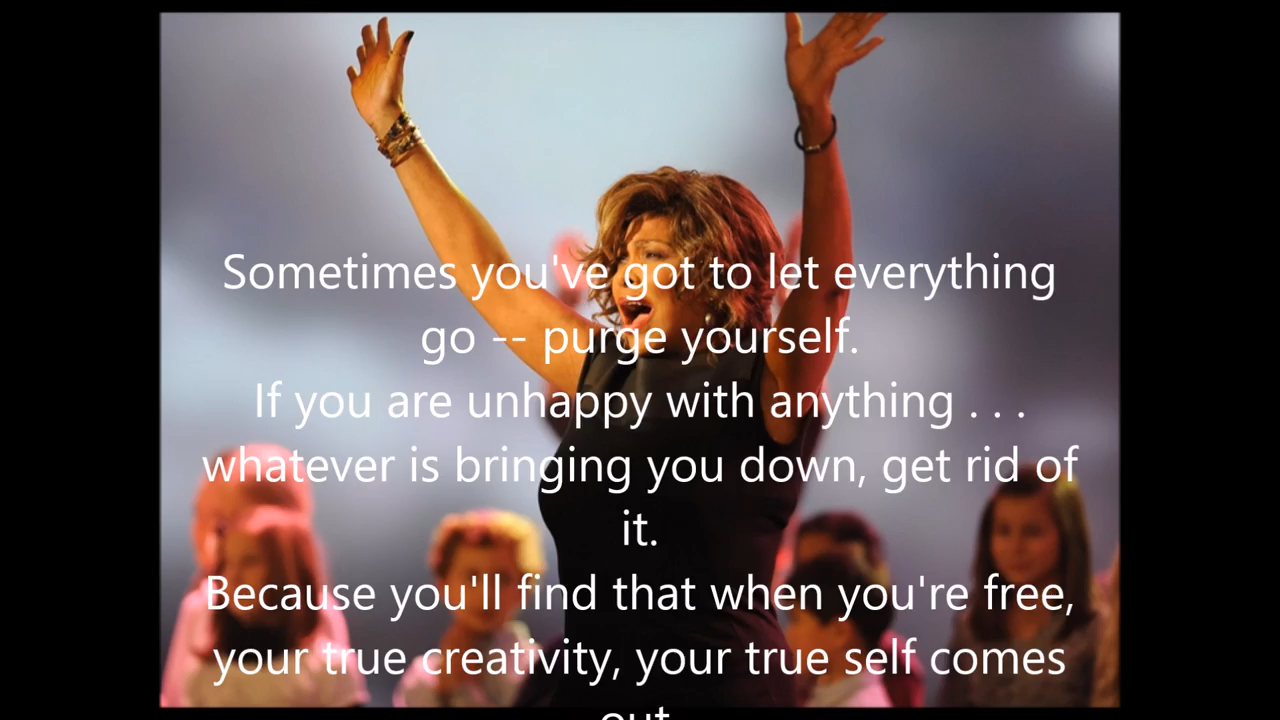 Sometimes you've got to let everything
go -- purge yourself.
If you are unhappy with anything . . .
whatever is bringing you down, get rid of
it.
Because you'll find that when you're free,
your true creativity, your true self comes
out